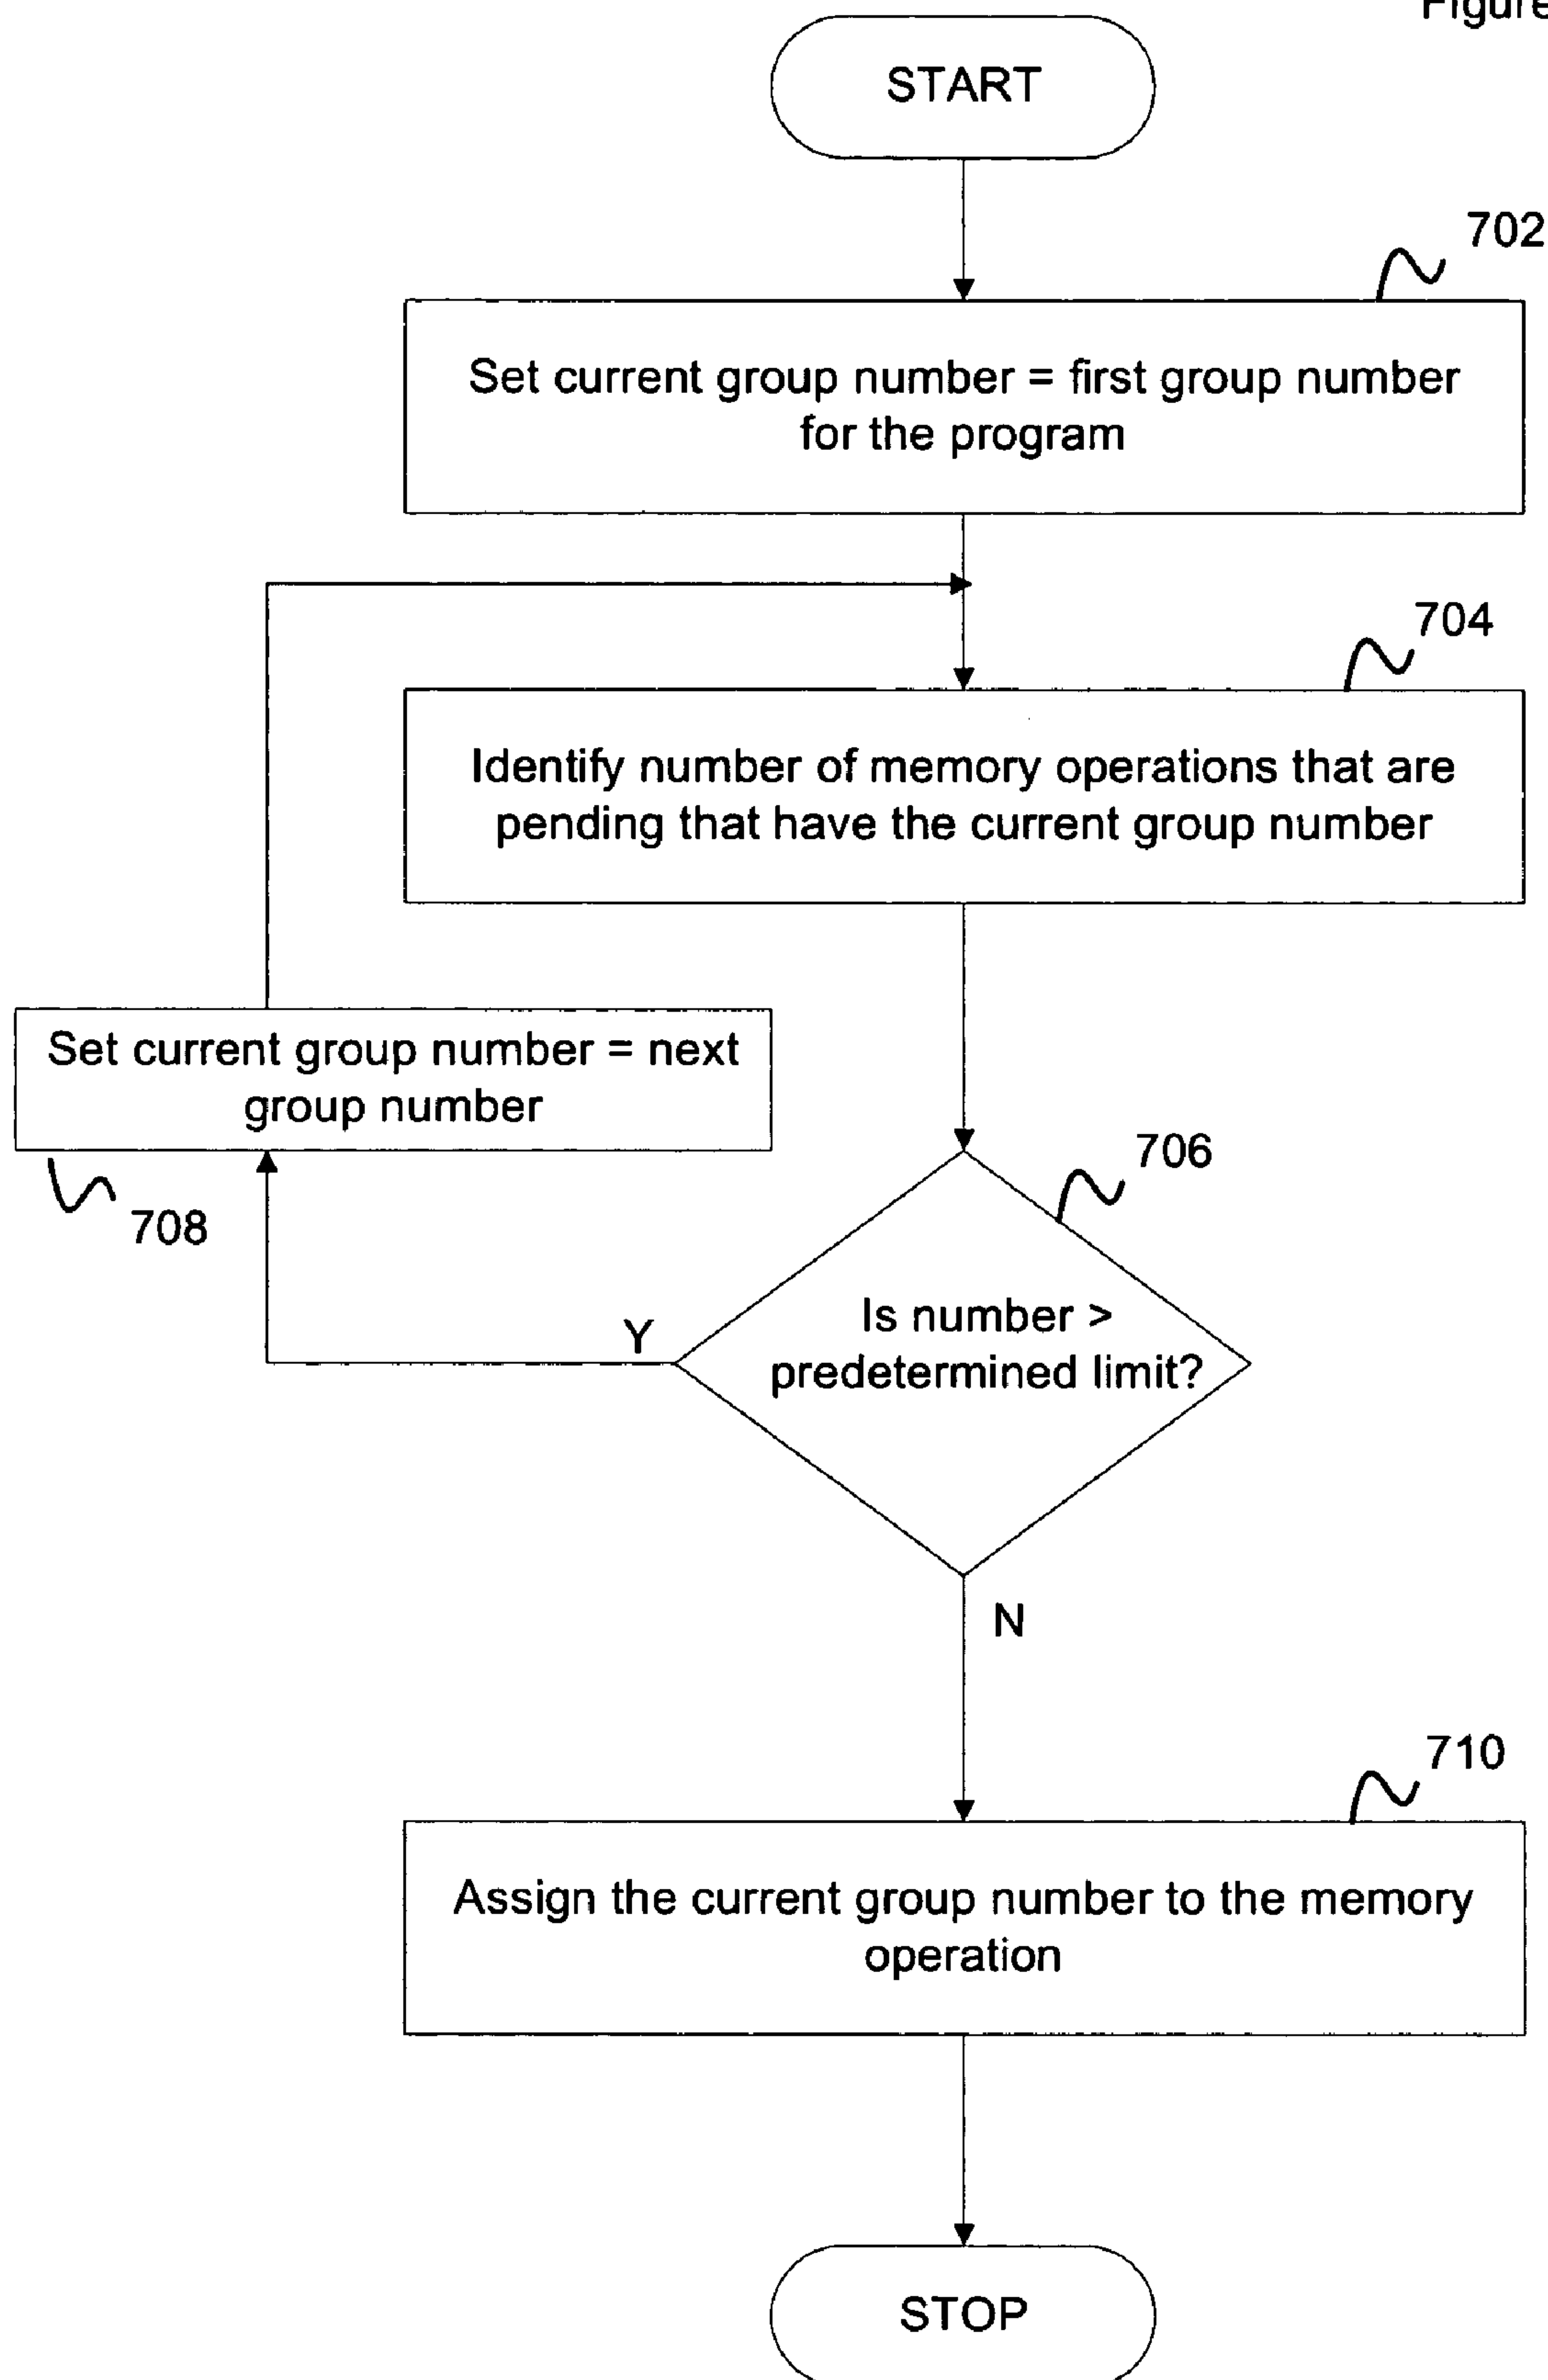 Figure
START
702
Set current group number = first group number
for the program
704
Identify number of memory operations that are
pending that have the current group number
Set current group number = next
group number
708
706
Is number >
predetermined limit?
Y
N
710
Assign the current group number to the memory
operation
STOP